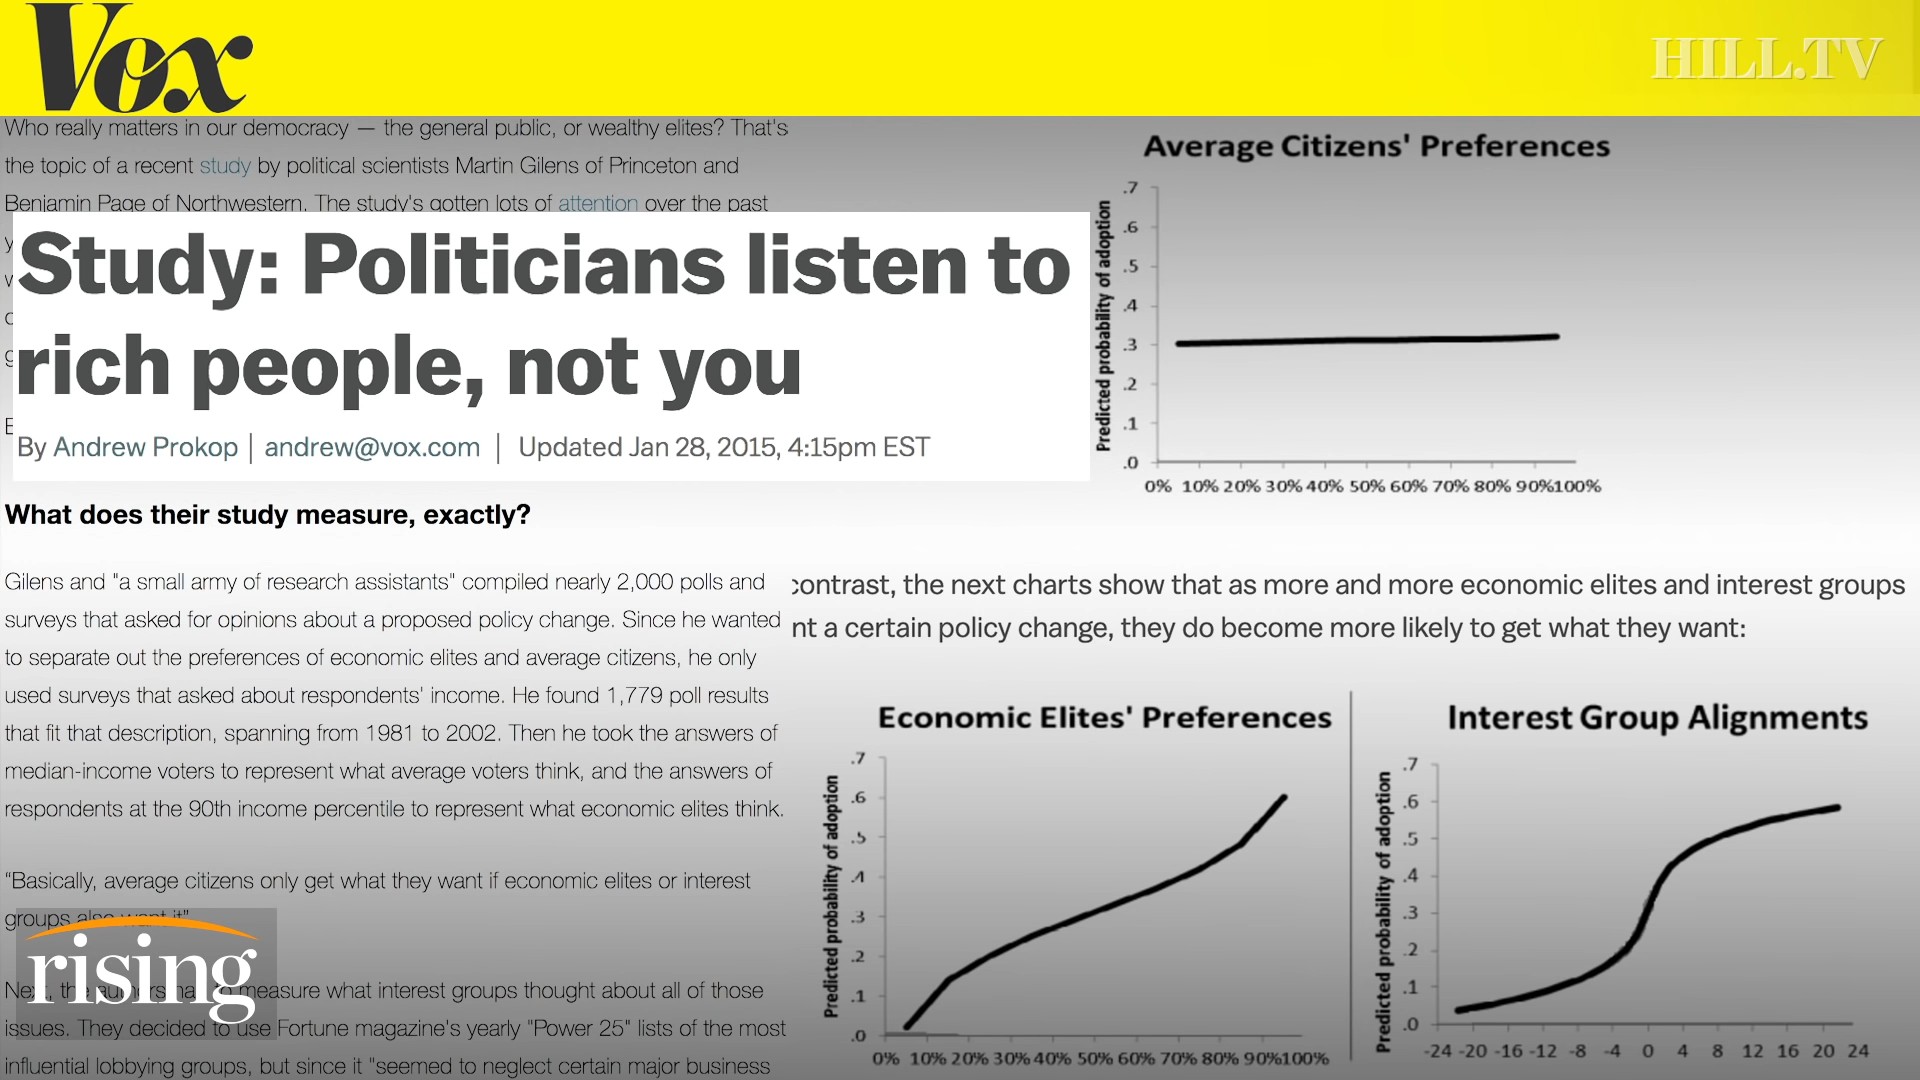 Vox
HILL.TV
Who really matters in our democracy — the general public, or wealthy elites? That's
the topic of a recent study by political scientists Martin Gilens of Princeton and
Benjamin Page of Northwestern. The study's gotten lots of attention over the past
Study: Politicians listen to
rich people, not you
By Andrew Prokop | andrew@vox.com | Updated Jan 28, 2015, 4:15pm EST
What does their study measure, exactly?
Gilens and "a small army of research assistants" compiled nearly 2,000 polls and
surveys that asked for opinions about a proposed policy change. Since he wanted
to separate out the preferences of economic elites and average citizens, he only
used surveys that asked about respondents' income. He found 1,779 poll results
that fit that description, spanning from 1981 to 2002. Then he took the answers of
median-income voters to represent what average voters think, and the answers of
respondents at the 90th income percentile to represent what economic elites think.
“Basically, average citizens only get what they want if economic elites or interest
groups also want it”
rising
Next, the authors had to measure what interest groups thought about all of those
issues. They decided to use Fortune magazine's yearly "Power 25" lists of the most
influential lobbying groups, but since it "seemed to neglect certain major business
Average Citizens' Preferences
Predicted probability of adoption
.7
.6
.5
.4
.3
.2
.1
.0
0% 10% 20% 30% 40% 50% 60% 70% 80% 90% 100%
contrast, the next charts show that as more and more economic elites and interest groups
nt a certain policy change, they do become more likely to get what they want:
Economic Elites' Preferences
Predicted probability of adoption
.7
.6
.5
.4
.3
.2
.1
.0
0% 10% 20% 30% 40% 50% 60% 70% 80% 90% 100%
Interest Group Alignments
Predicted probability of adoption
.7
.6
.5
.4
.3
.2
.1
.0
-24 -20 -16 -12 -8 -4 0 4 8 12 16 20 24